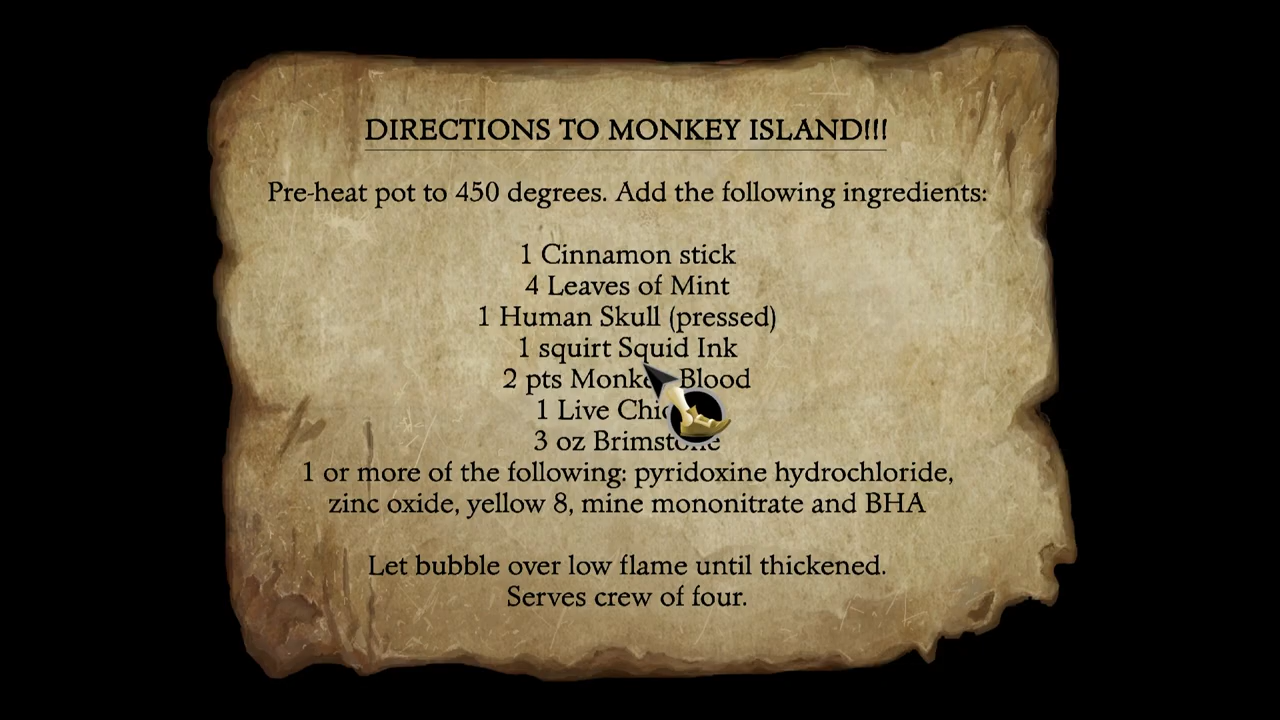 DIRECTIONS TO MONKEY ISLAND!!!
Pre-heat pot to 450 degrees. Add the following ingredients:
1 Cinnamon stick
4 Leaves of Mint
1 Human Skull (pressed)
1 squirt Squid Ink
2 pts Monkey Blood
1 Live
3 oz Brimstone
1 or more of the following: pyridoxine hydrochloride,
zinc oxide, yellow 8, mine mononitrate and BHA
Let bubble over low flame until thickened.
Serves crew of four.